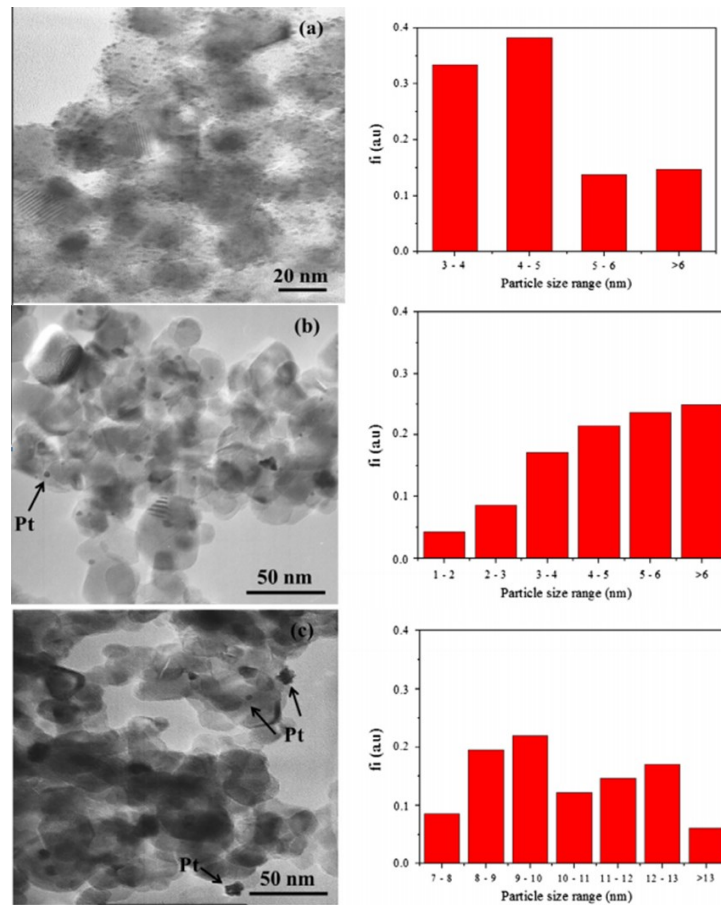 (a)
20 nm
0.4
0.3
0.2
0.1
0.0
fi (a.u)
3 - 4 4 - 5 5 - 6 >6
Particle size range (nm)
(b)
Pt
50 nm
0.4
0.3
0.2
0.1
0.0
fi (a.u)
1 - 2 2 - 3 3 - 4 4 - 5 5 - 6 >6
Particle size range (nm)
(c)
Pt
Pt
50 nm
0.4
0.3
0.2
0.1
0.0
fi (a.u)
7 - 8 8 - 9 9 - 10 10 - 11 11 - 12 12 - 13 >13
Particle size range (nm)